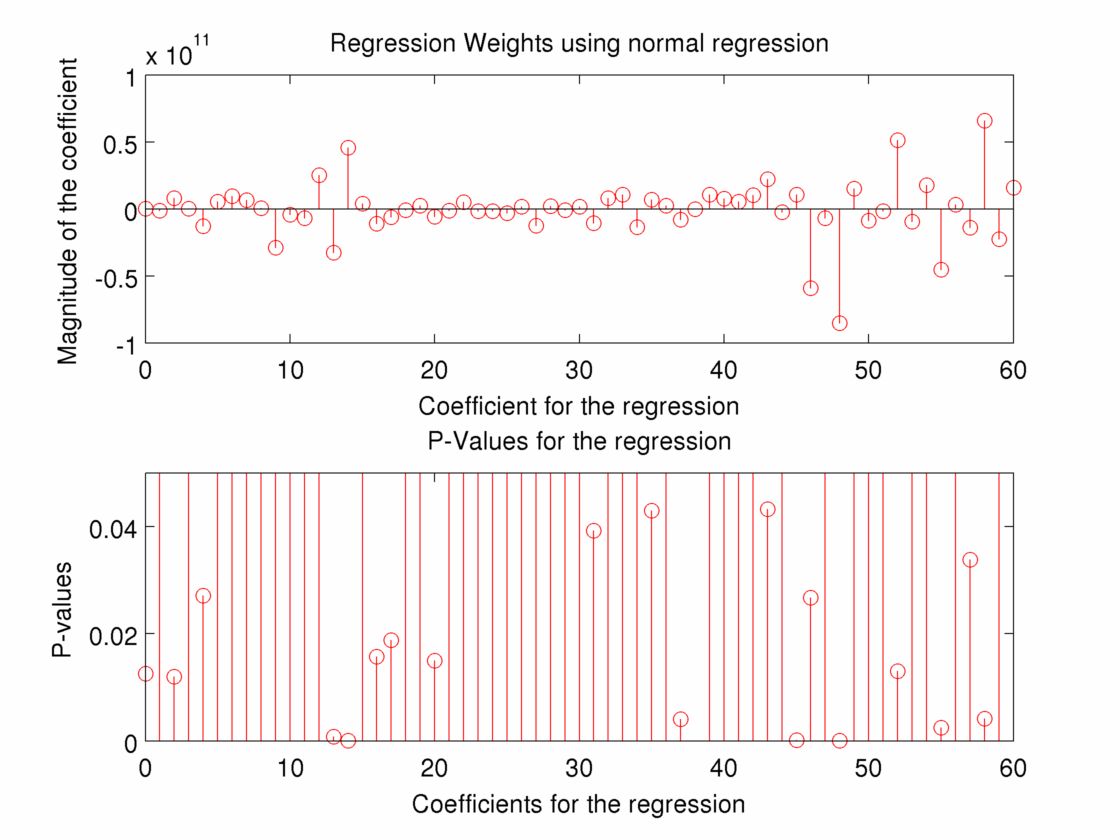 Regression Weights using normal regression
x 10^11
1
0.5
0
-0.5
-1
Magnitude of the coefficient
0 10 20 30 40 50 60
Coefficient for the regression
P-Values for the regression
0.04
0.02
0
P-values
0 10 20 30 40 50 60
Coefficients for the regression